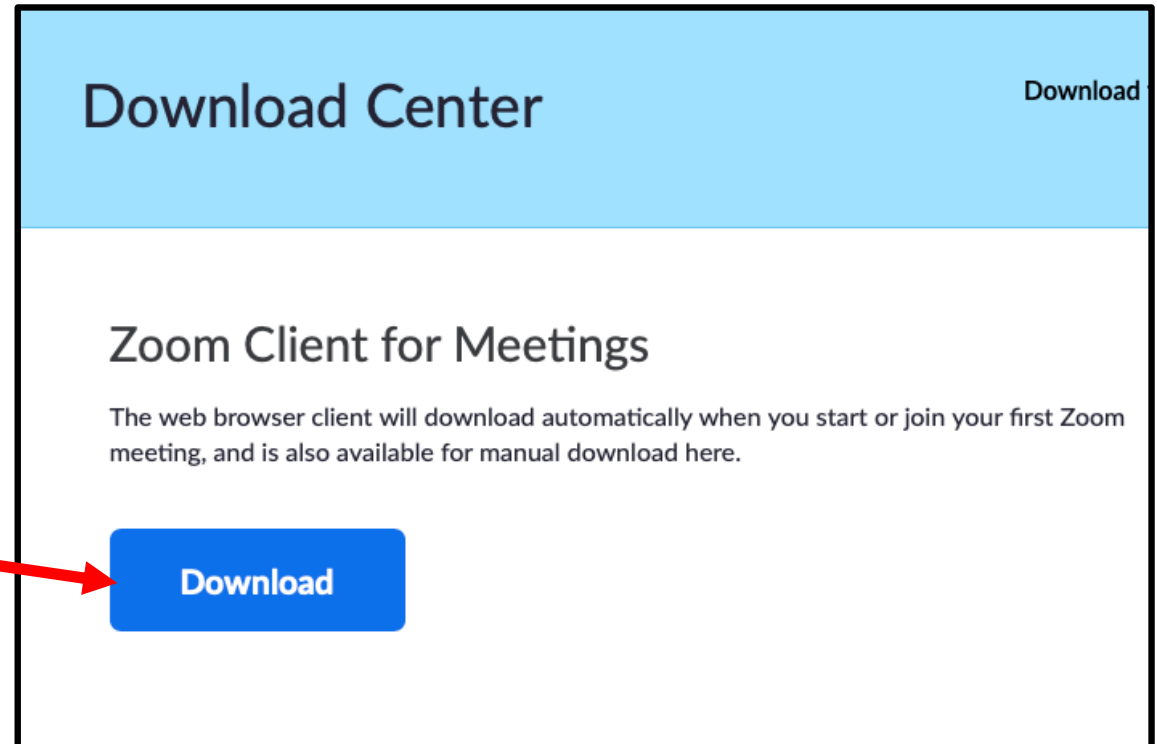 Download Center
Download
Zoom Client for Meetings
The web browser client will download automatically when you start or join your first Zoom
meeting, and is also available for manual download here.
Download